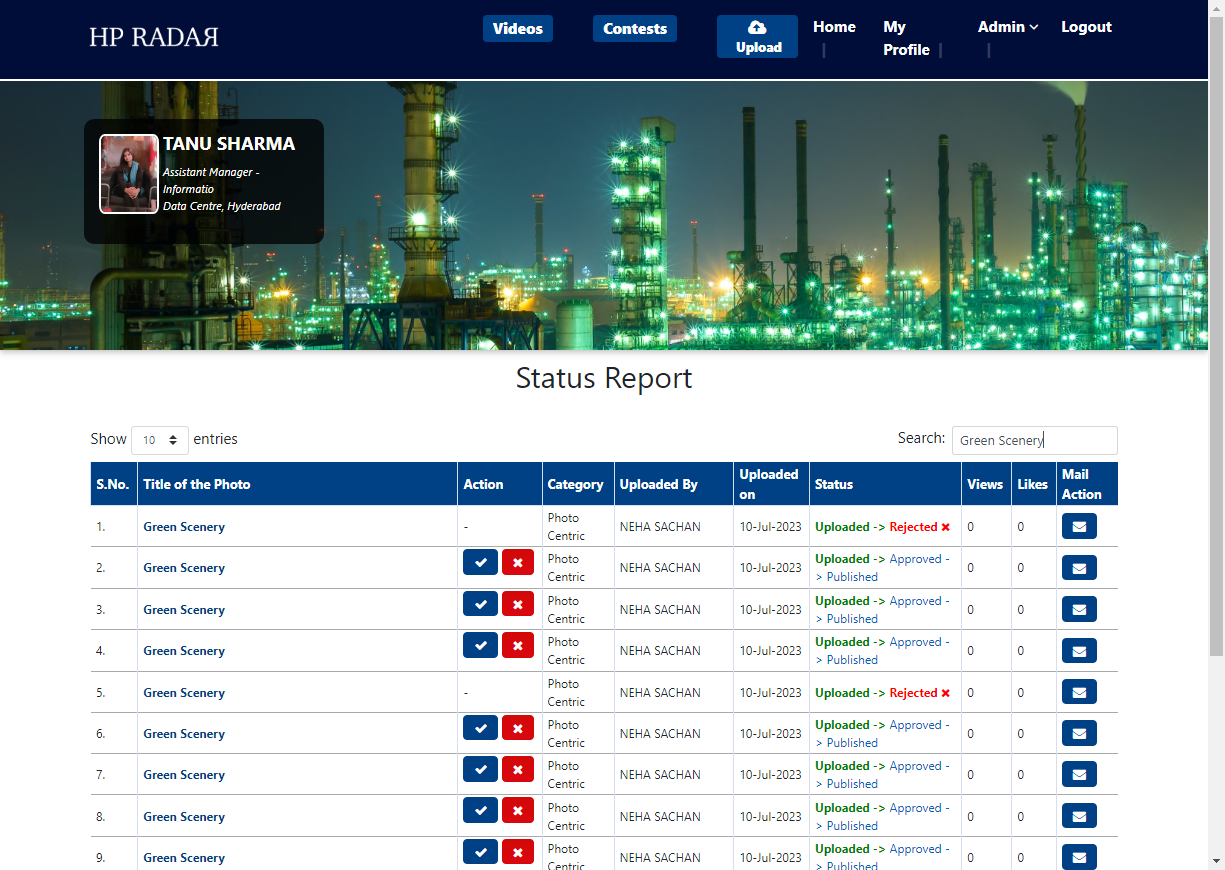 HP RADAЯ
Videos
Contests
Upload
Home
|
My
Profile |
Admin
|
Logout
TANU SHARMA
Assistant Manager -
Informatio
Data Centre, Hyderabad
Status Report
Show 10 entries
Search: Green Scenery
S.No. Title of the Photo Action Category Uploaded By Uploaded on Status Views Likes Mail Action
1. Green Scenery - Photo Centric NEHA SACHAN 10-Jul-2023 Uploaded -> Rejected ✖ 0 0
2. Green Scenery Photo Centric NEHA SACHAN 10-Jul-2023 Uploaded -> Approved -> Published 0 0
3. Green Scenery Photo Centric NEHA SACHAN 10-Jul-2023 Uploaded -> Approved -> Published 0 0
4. Green Scenery Photo Centric NEHA SACHAN 10-Jul-2023 Uploaded -> Approved -> Published 0 0
5. Green Scenery - Photo Centric NEHA SACHAN 10-Jul-2023 Uploaded -> Rejected ✖ 0 0
6. Green Scenery Photo Centric NEHA SACHAN 10-Jul-2023 Uploaded -> Approved -> Published 0 0
7. Green Scenery Photo Centric NEHA SACHAN 10-Jul-2023 Uploaded -> Approved -> Published 0 0
8. Green Scenery Photo Centric NEHA SACHAN 10-Jul-2023 Uploaded -> Approved -> Published 0 0
9. Green Scenery Photo Centric NEHA SACHAN 10-Jul-2023 Uploaded -> Approved -> Published 0 0